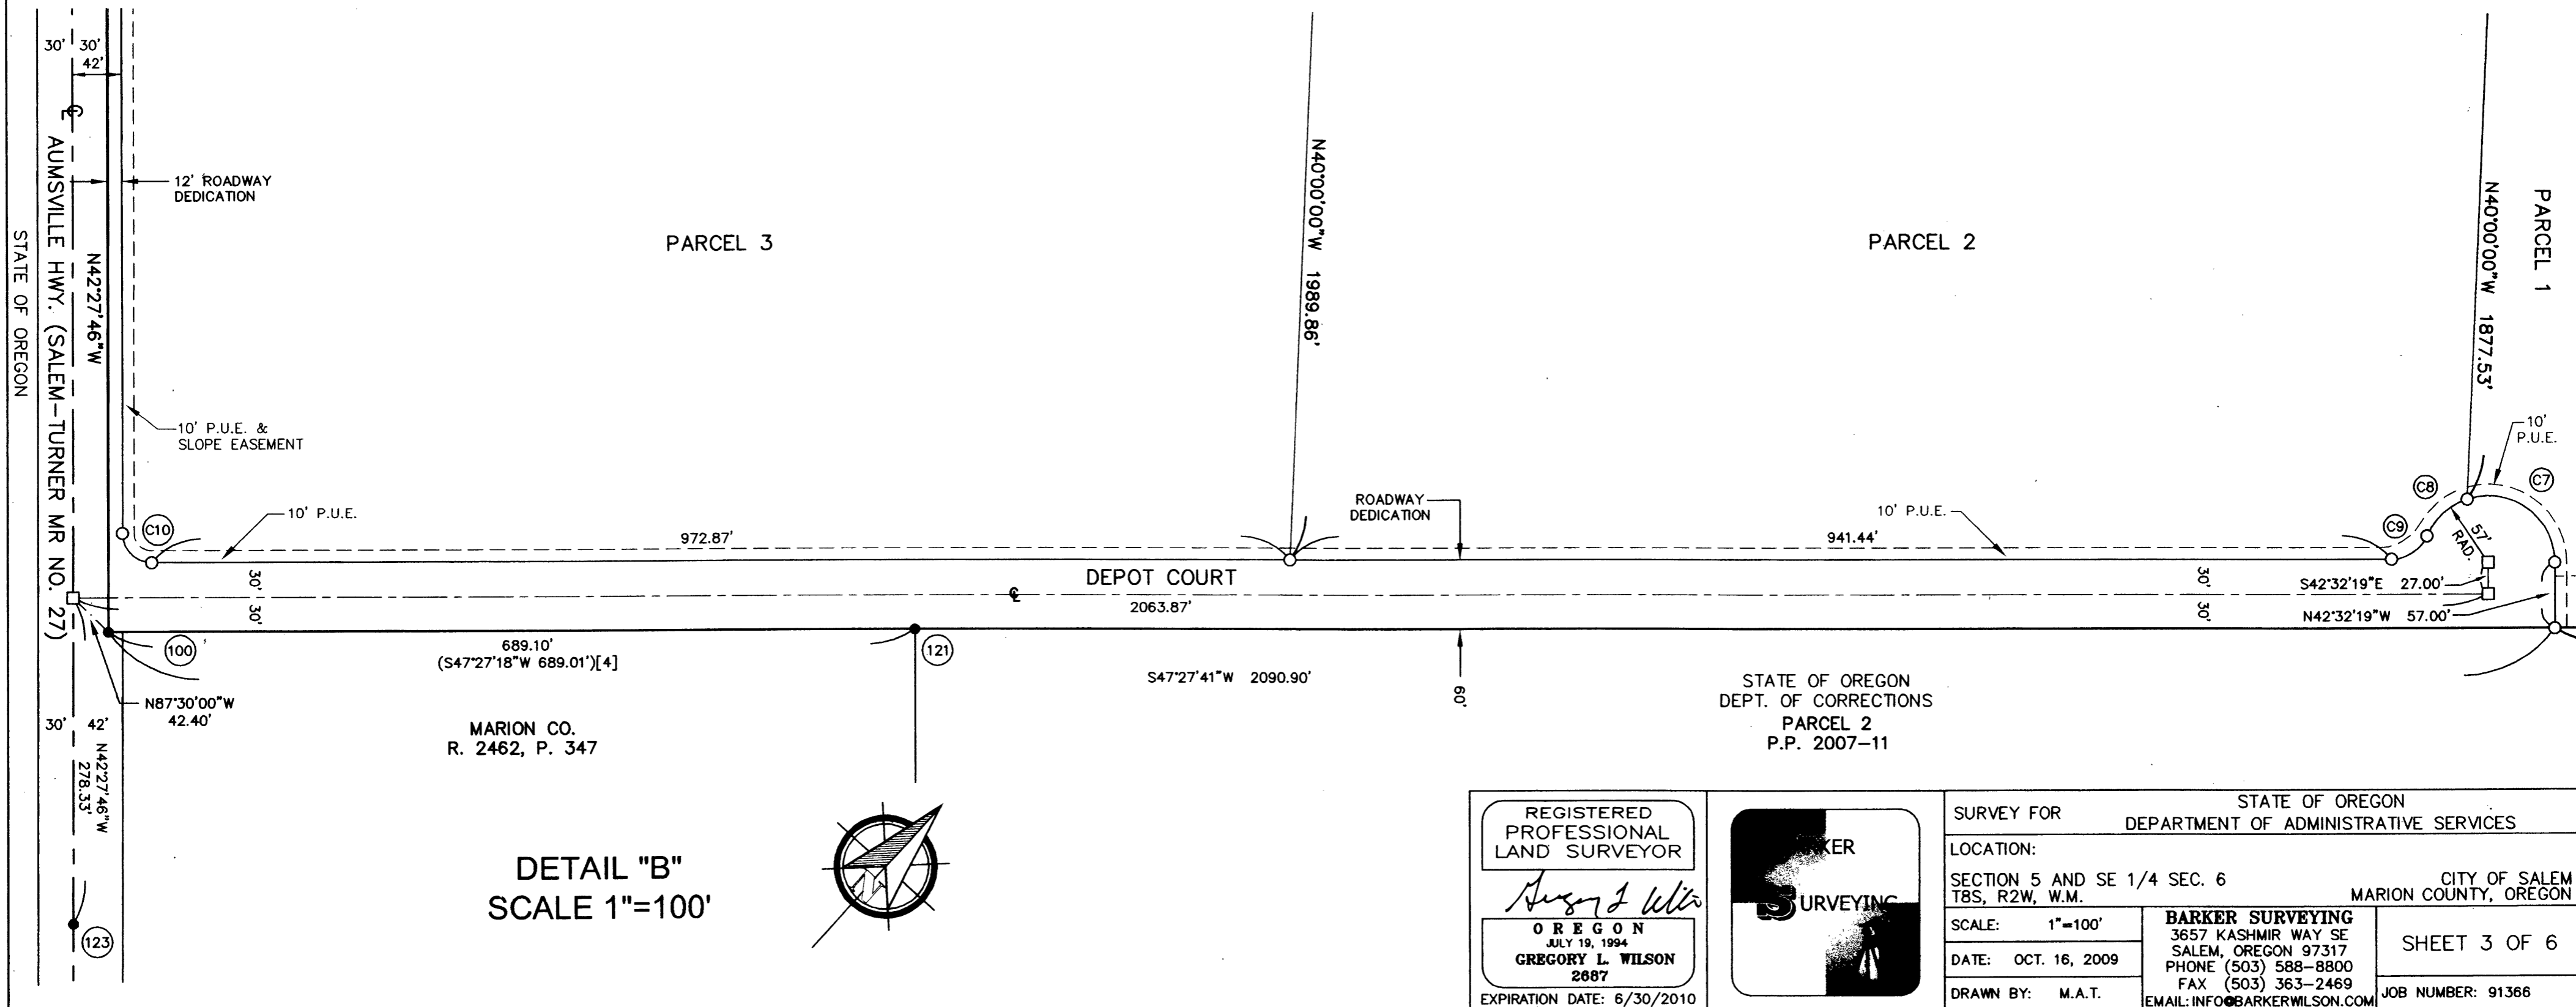 30' 30'
42'
℄
12' ROADWAY
DEDICATION
STATE OF OREGON
AUMSVILLE HWY. (SALEM-TURNER MR NO. 27)
N42°27'46"W
PARCEL 3
10' P.U.E. &
SLOPE EASEMENT
N40°00'00"W 1989.86'
PARCEL 2
N40°00'00"W 1877.53'
PARCEL 1
10'
P.U.E.
C7
C8
C9
57'
RAD.
C10
10' P.U.E.
972.87'
ROADWAY
DEDICATION
10' P.U.E.
941.44'
30'
30'
DEPOT COURT
℄
2063.87'
30'
30'
S42°32'19"E 27.00'
N42°32'19"W 57.00'
100
689.10'
(S47°27'18"W 689.01')[4]
121
S47°27'41"W 2090.90'
60'
N87°30'00"W
42.40'
30' 42'
N42°27'46"W
278.33'
MARION CO.
R. 2462, P. 347
STATE OF OREGON
DEPT. OF CORRECTIONS
PARCEL 2
P.P. 2007-11
123
DETAIL "B"
SCALE 1"=100'
N
REGISTERED
PROFESSIONAL
LAND SURVEYOR
OREGON
JULY 19, 1994
GREGORY L. WILSON
2687
EXPIRATION DATE: 6/30/2010
SURVEYING
SURVEY FOR STATE OF OREGON
DEPARTMENT OF ADMINISTRATIVE SERVICES
LOCATION:
SECTION 5 AND SE 1/4 SEC. 6
T8S, R2W, W.M.
CITY OF SALEM
MARION COUNTY, OREGON
SCALE: 1"=100'
DATE: OCT. 16, 2009
DRAWN BY: M.A.T.
BARKER SURVEYING
3657 KASHMIR WAY SE
SALEM, OREGON 97317
PHONE (503) 588-8800
FAX (503) 363-2469
EMAIL: INFO@BARKERWILSON.COM
SHEET 3 OF 6
JOB NUMBER: 91366